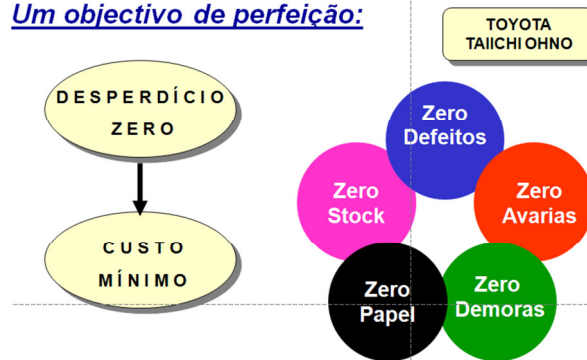 Um objectivo de perfeição:
TOYOTA
TAIICHI OHNO
DESPERDÍCIO
ZERO
CUSTO
MÍNIMO
Zero
Defeitos
Zero
Avarias
Zero
Demoras
Zero
Papel
Zero
Stock